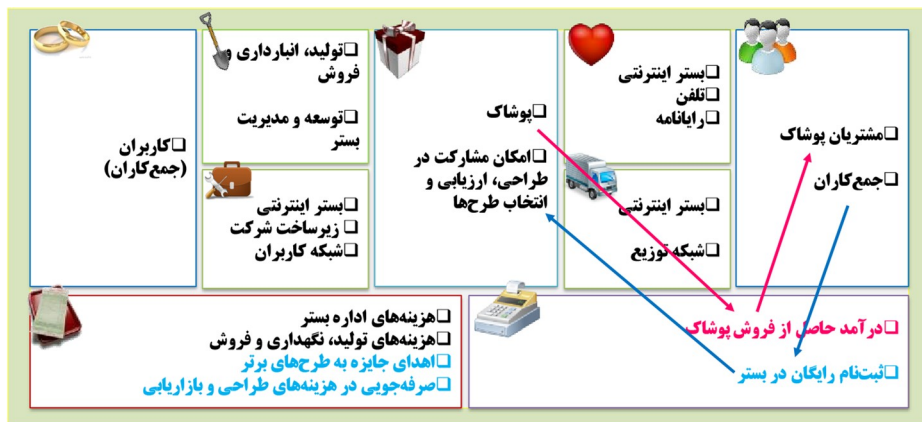 ❑مشتریان پوشاک
❑جمع‌کاران
❑بستر اینترنتی
❑تلفن
❑رایانامه
❑بستر اینترنتی
❑شبکه توزیع
❑پوشاک
❑امکان مشارکت در
طراحی، ارزیابی و
انتخاب طرح‌ها
❑تولید، انبارداری و
فروش
❑توسعه و مدیریت
بستر
❑بستر اینترنتی
❑زیرساخت شرکت
❑شبکه کاربران
❑کاربران
(جمع‌کاران)
❑درآمد حاصل از فروش پوشاک
❑ثبت‌نام رایگان در بستر
❑هزینه‌های اداره بستر
❑هزینه‌های تولید، نگهداری و فروش
❑اهدای جایزه به طرح‌های برتر
❑صرفه‌جویی در هزینه‌های طراحی و بازاریابی